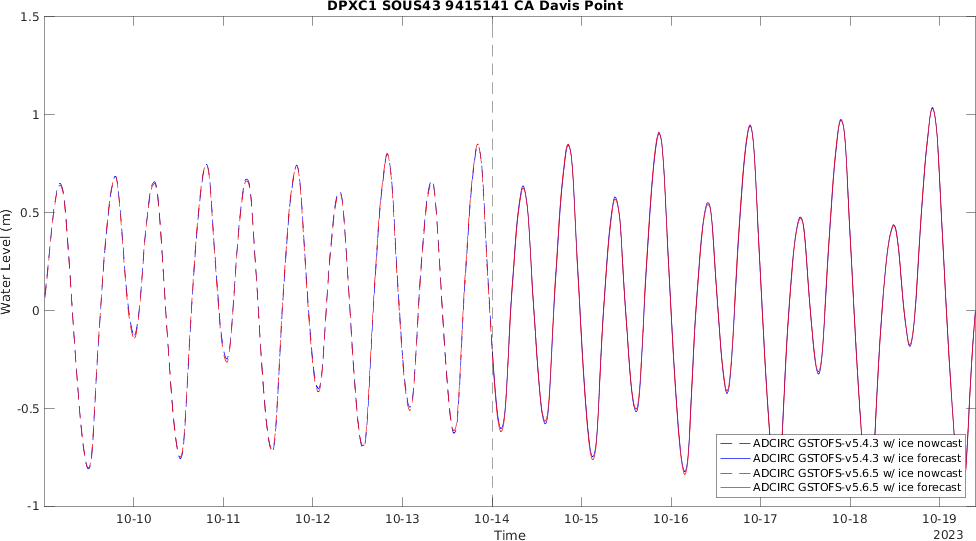 DPXC1 SOUS43 9415141 CA Davis Point
1.5
1
0.5
0
-0.5
-1
Water Level (m)
10-10 10-11 10-12 10-13 10-14 10-15 10-16 10-17 10-18 10-19
2023
Time
ADCIRC GSTOFS-v5.4.3 w/ ice nowcast
ADCIRC GSTOFS-v5.4.3 w/ ice forecast
ADCIRC GSTOFS-v5.6.5 w/ ice nowcast
ADCIRC GSTOFS-v5.6.5 w/ ice forecast